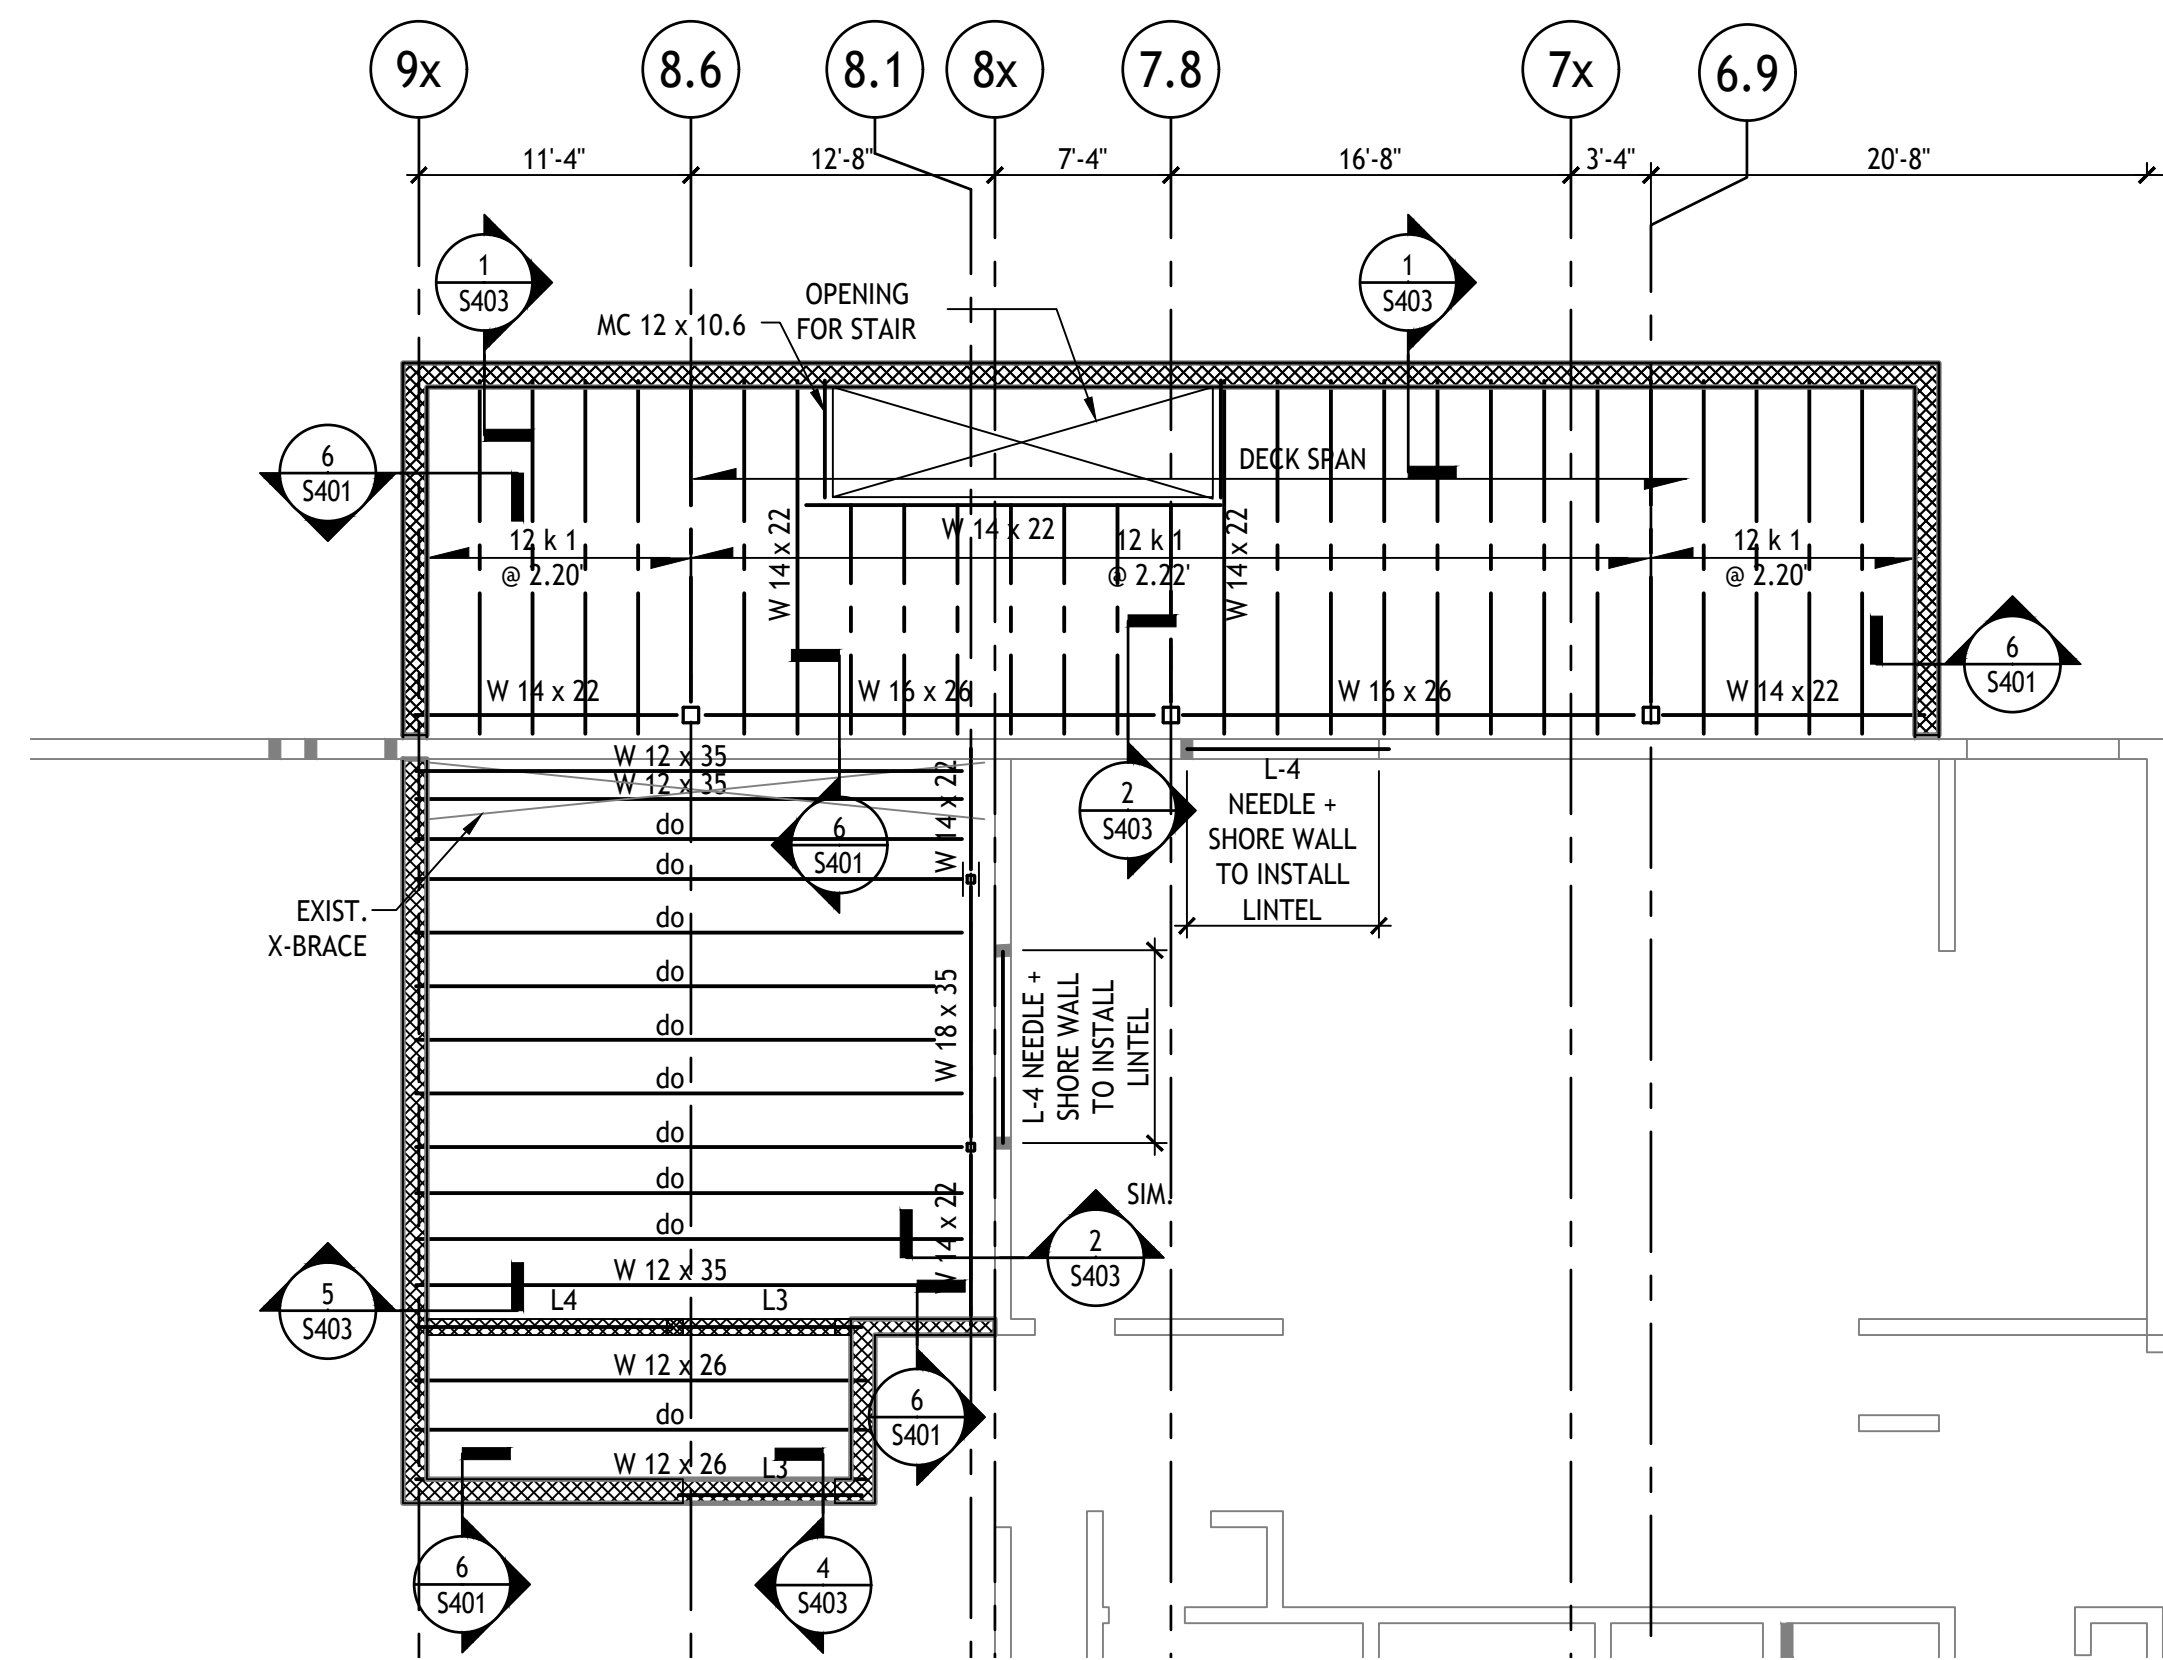 9x
8.6
8.1
8x
7.8
7x
6.9
11'-4"
12'-8"
7'-4"
16'-8"
3'-4"
20'-8"
1
S403
OPENING
FOR STAIR
MC 12 x 10.6
1
S403
6
S401
DECK SPAN
12 k 1
@ 2.20'
W 14 x 22
W 14 x 22
12 k 1
@ 2.22'
W 14 x 22
12 k 1
@ 2.20'
6
S401
W 14 x 22
W 16 x 26
W 16 x 26
W 14 x 22
W 12 x 35
W 12 x 35
do
do
do
do
do
do
do
do
do
W 12 x 35
W 14 x 22
6
S401
2
S403
L-4
NEEDLE +
SHORE WALL
TO INSTALL
LINTEL
EXIST.
X-BRACE
W 18 x 35
L-4 NEEDLE +
SHORE WALL
TO INSTALL
LINTEL
W 14 x 22
SIM.
2
S403
5
S403
L4
L3
W 12 x 26
do
W 12 x 26
L3
6
S401
6
S401
4
S403